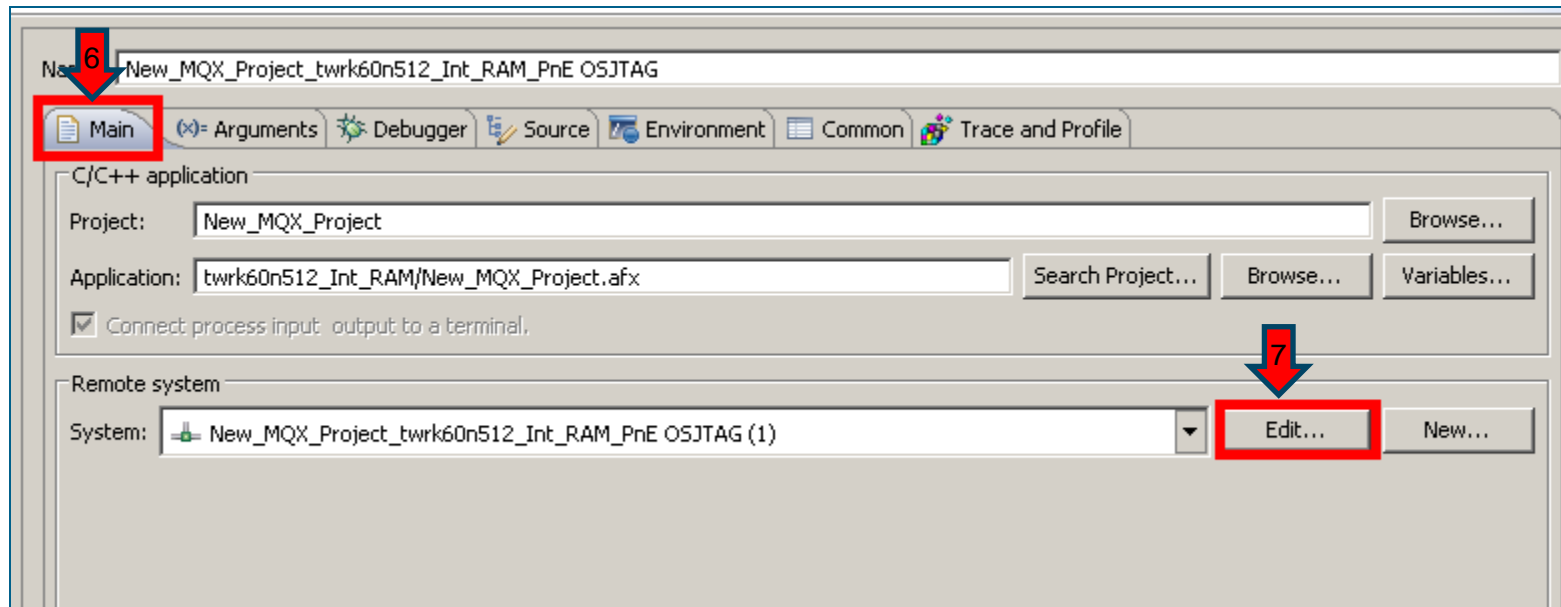 6
Na
New_MQX_Project_twrk60n512_Int_RAM_PnE OSJTAG
Main (x)= Arguments Debugger Source Environment Common Trace and Profile
C/C++ application
Project: New_MQX_Project Browse...
Application: twrk60n512_Int_RAM/New_MQX_Project.afx Search Project... Browse... Variables...
Connect process input output to a terminal.
7
Remote system
System: New_MQX_Project_twrk60n512_Int_RAM_PnE OSJTAG (1) Edit... New...